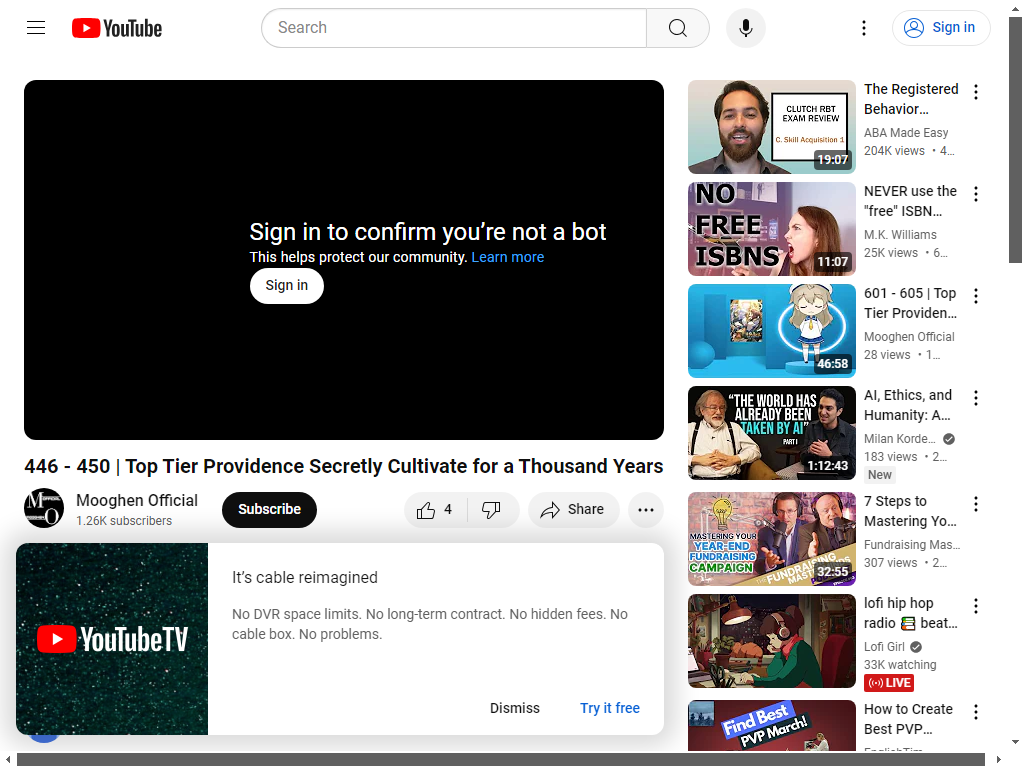 YouTube
Search
Sign in
Sign in to confirm you're not a bot
This helps protect our community. Learn more
Sign in
446 - 450 | Top Tier Providence Secretly Cultivate for a Thousand Years
Mooghen Official
1.26K subscribers
Subscribe
4
Share
YouTubeTV
It's cable reimagined
No DVR space limits. No long-term contract. No hidden fees. No
cable box. No problems.
Dismiss
Try it free
CLUTCH RBT
EXAM REVIEW
C. Skill Acquisition 1
19:07
The Registered
Behavior...
ABA Made Easy
204K views • 4...
NO
FREE
ISBNS
11:07
NEVER use the
"free" ISBN...
M.K. Williams
25K views • 6...
46:58
601 - 605 | Top
Tier Providen...
Mooghen Official
28 views • 1...
"THE WORLD HAS
ALREADY BEEN
TAKEN BY AI"
PART I
1:12:43
AI, Ethics, and
Humanity: A...
Milan Korde...
183 views • 2...
New
MASTERING YOUR
YEAR-END
FUNDRAISING
CAMPAIGN
THE FUNDRAISING
32:55
7 Steps to
Mastering Yo...
Fundraising Mas...
307 views • 2...
lofi hip hop
radio 📚 beat...
Lofi Girl
33K watching
LIVE
Find Best
PVP March!
How to Create
Best PVP...